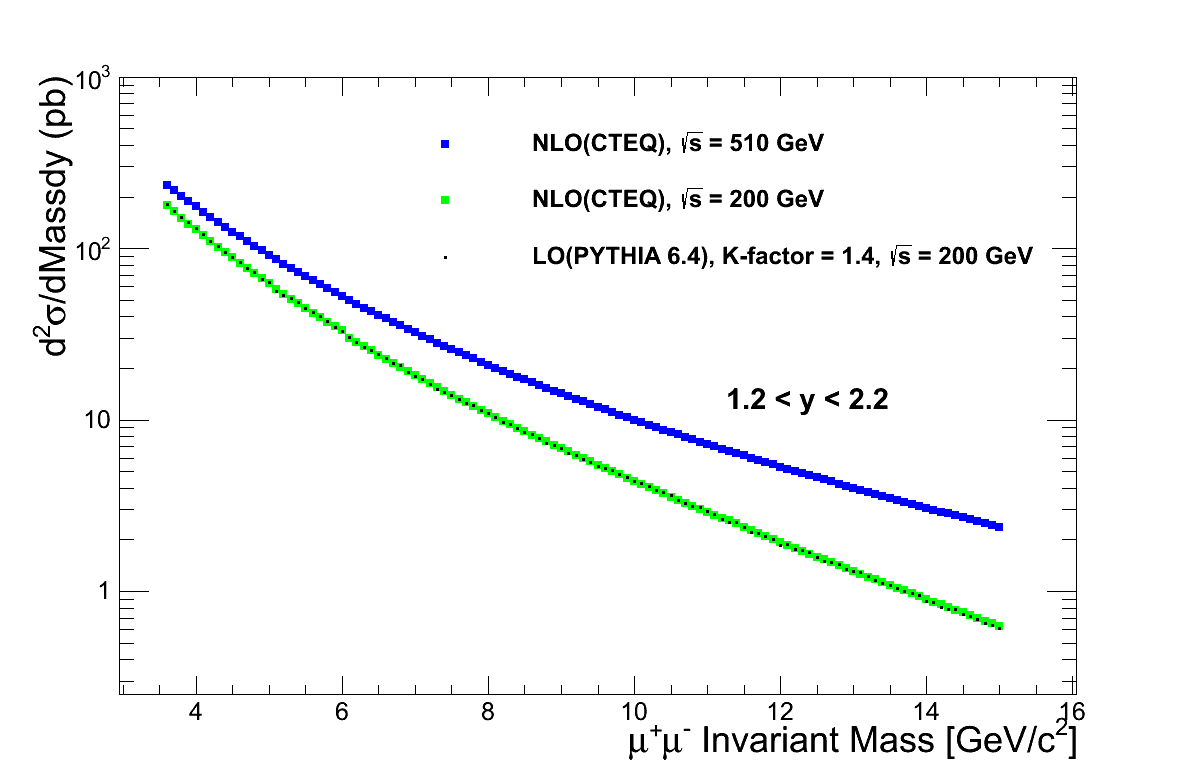 d²σ/dMassdy (pb)
10³
10²
10
1
NLO(CTEQ), √s = 510 GeV
NLO(CTEQ), √s = 200 GeV
LO(PYTHIA 6.4), K-factor = 1.4, √s = 200 GeV
1.2 < y < 2.2
4 6 8 10 12 14 16
μ⁺μ⁻ Invariant Mass [GeV/c²]